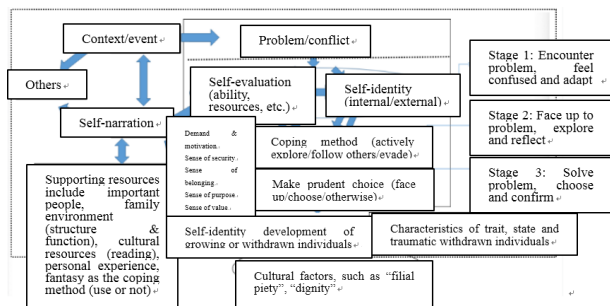 Context/event
Problem/conflict
Others
Self-narration
Self-evaluation
(ability,
resources, etc.)
Self-identity
(internal/external)
Stage 1: Encounter
problem, feel
confused and adapt
Stage 2: Face up to
problem, explore
and reflect
Stage 3: Solve
problem, choose
and confirm
Demand &
motivation
Sense of security
Sense of
belonging
Sense of purpose
Sense of value
Coping method (actively
explore/follow others/evade)
Make prudent choice (face
up/choose/otherwise)
Supporting resources
include important
people, family
environment
(structure &
function), cultural
resources (reading),
personal experience,
fantasy as the coping
method (use or not)
Self-identity development of
growing or withdrawn individuals
Characteristics of trait, state and
traumatic withdrawn individuals
Cultural factors, such as “filial
piety”, “dignity”